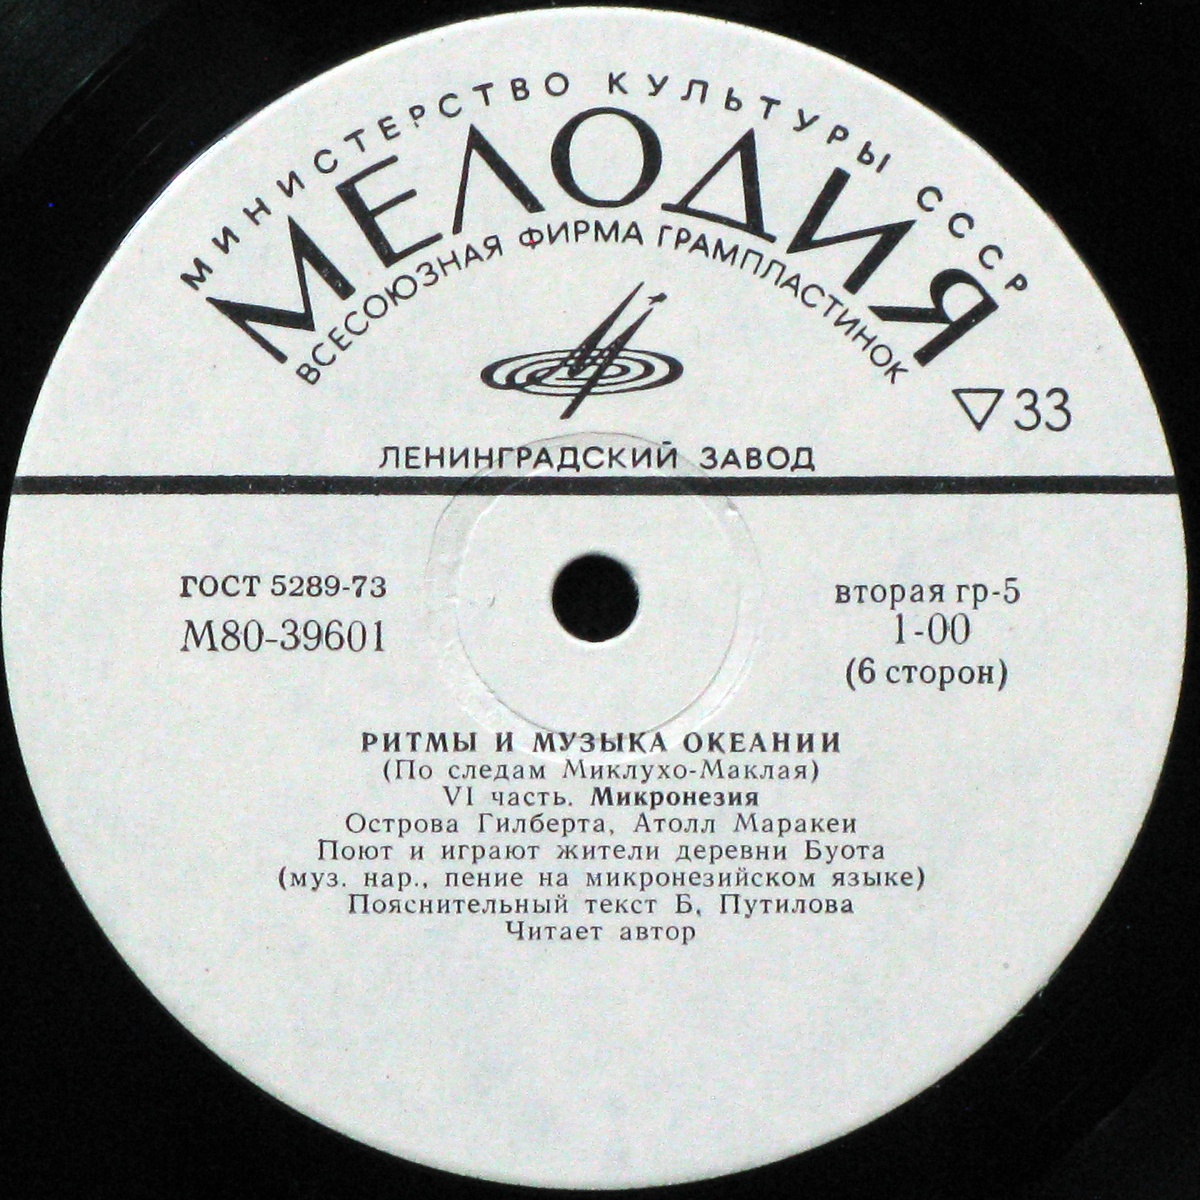 МИНИСТЕРСТВО КУЛЬТУРЫ СССР
МЕЛОДИЯ
ВСЕСОЮЗНАЯ ФИРМА ГРАМПЛАСТИНОК
▽33
ЛЕНИНГРАДСКИЙ ЗАВОД
ГОСТ 5289-73
М80-39601
вторая гр-5
1-00
(6 сторон)
РИТМЫ И МУЗЫКА ОКЕАНИИ
(По следам Миклухо-Маклая)
VI часть. Микронезия
Острова Гилберта, Атолл Маракеи
Поют и играют жители деревни Буота
(муз. нар., пение на микронезийском языке)
Пояснительный текст Б. Путилова
Читает автор